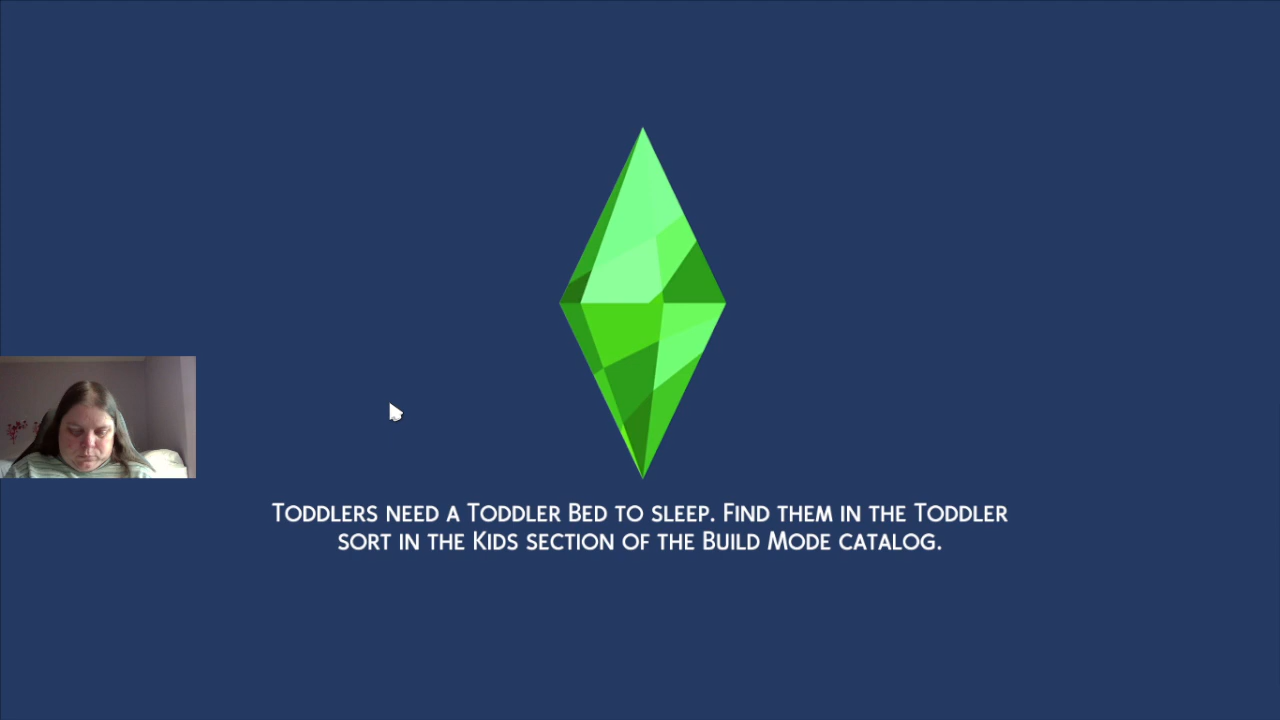 Toddlers need a Toddler Bed to sleep. Find them in the Toddler
sort in the Kids section of the Build Mode catalog.